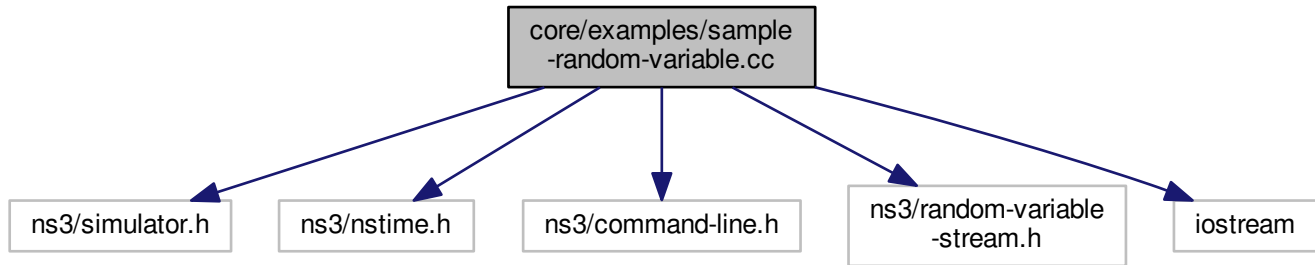 core/examples/sample
-random-variable.cc
ns3/simulator.h
ns3/nstime.h
ns3/command-line.h
ns3/random-variable
-stream.h
iostream